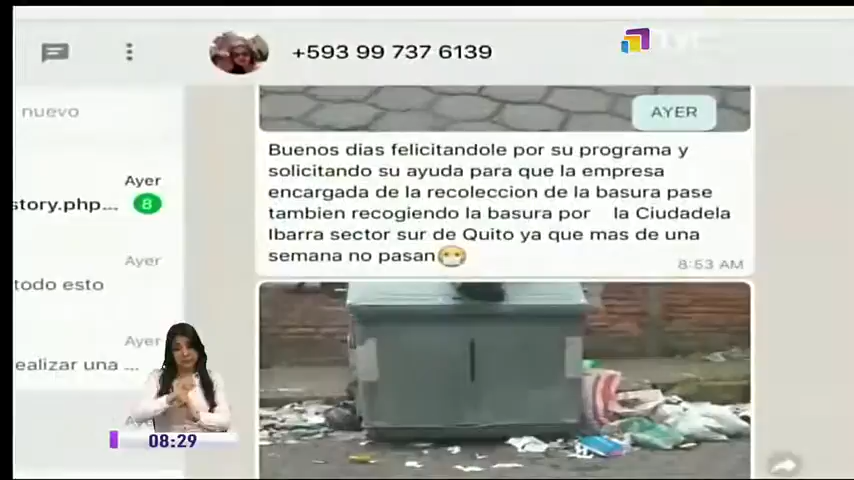 +593 99 737 6139
nuevo
AYER
Buenos dias felicitandole por su programa y
solicitando su ayuda para que la empresa
encargada de la recoleccion de la basura pase
tambien recogiendo la basura por la Ciudadela
Ibarra sector sur de Quito ya que mas de una
semana no pasan😷
8:53 AM
Ayer
story.php...
8
Ayer
todo esto
Ayer
ealizar una ...
08:29